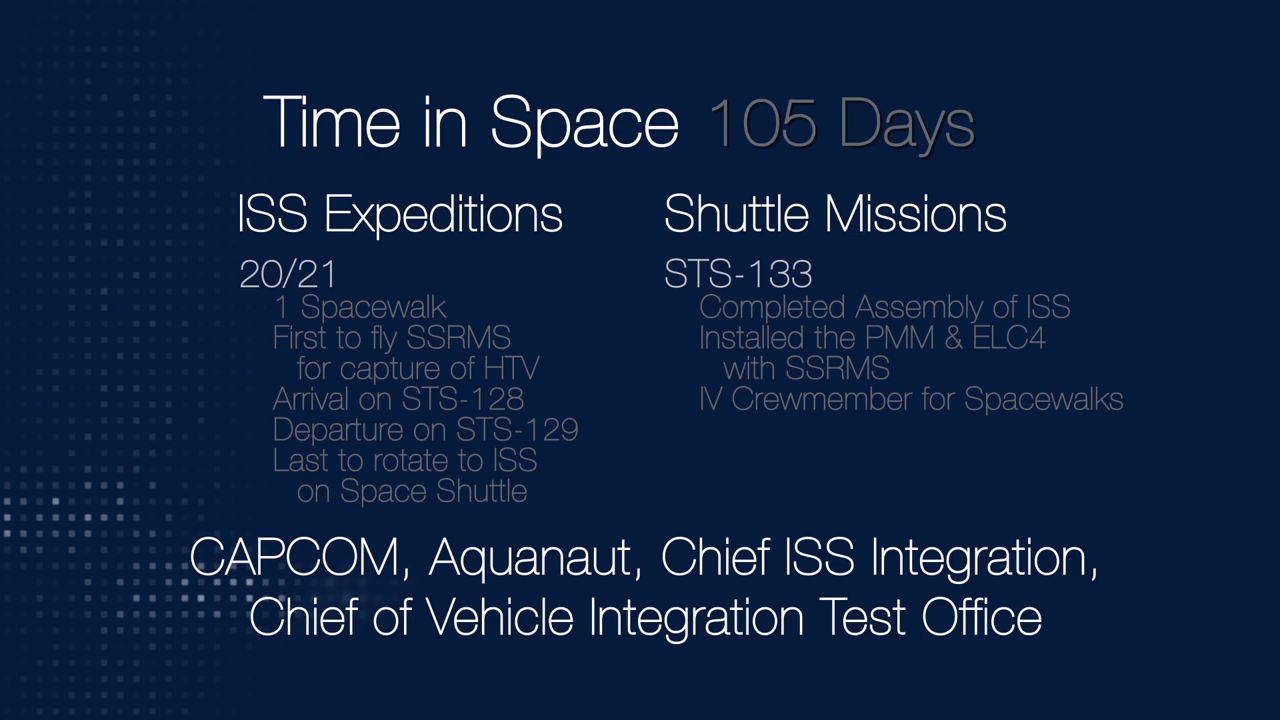 Time in Space 105 Days
ISS Expeditions
20/21
1 Spacewalk
First to fly SSRMS
for capture of HTV
Arrival on STS-128
Departure on STS-129
Last to rotate to ISS
on Space Shuttle
Shuttle Missions
STS-133
Completed Assembly of ISS
Installed the PMM & ELC4
with SSRMS
IV Crewmember for Spacewalks
CAPCOM, Aquanaut, Chief ISS Integration,
Chief of Vehicle Integration Test Office